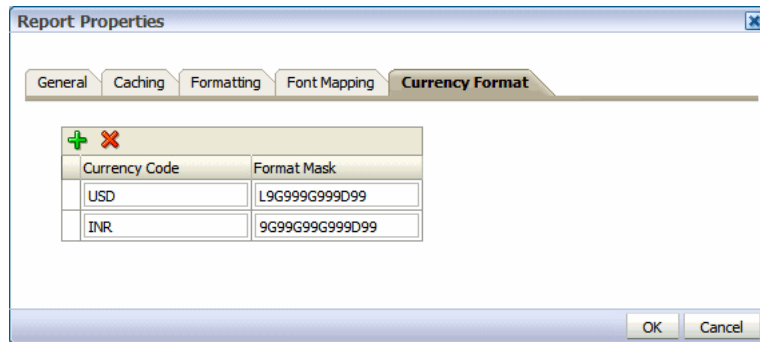 Report Properties
General Caching Formatting Font Mapping Currency Format
Currency Code Format Mask
USD L9G999G999D99
INR 9G99G99G999D99
OK Cancel